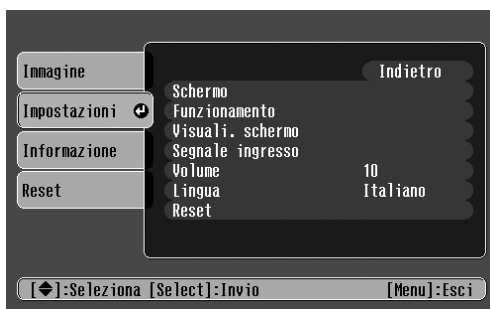 Immagine
Indietro
Schermo
Impostazioni
Funzionamento
Visuali. schermo
Informazione
Segnale ingresso
Volume 10
Reset
Lingua Italiano
Reset
[◆]:Seleziona [Select]:Invio [Menu]:Esci